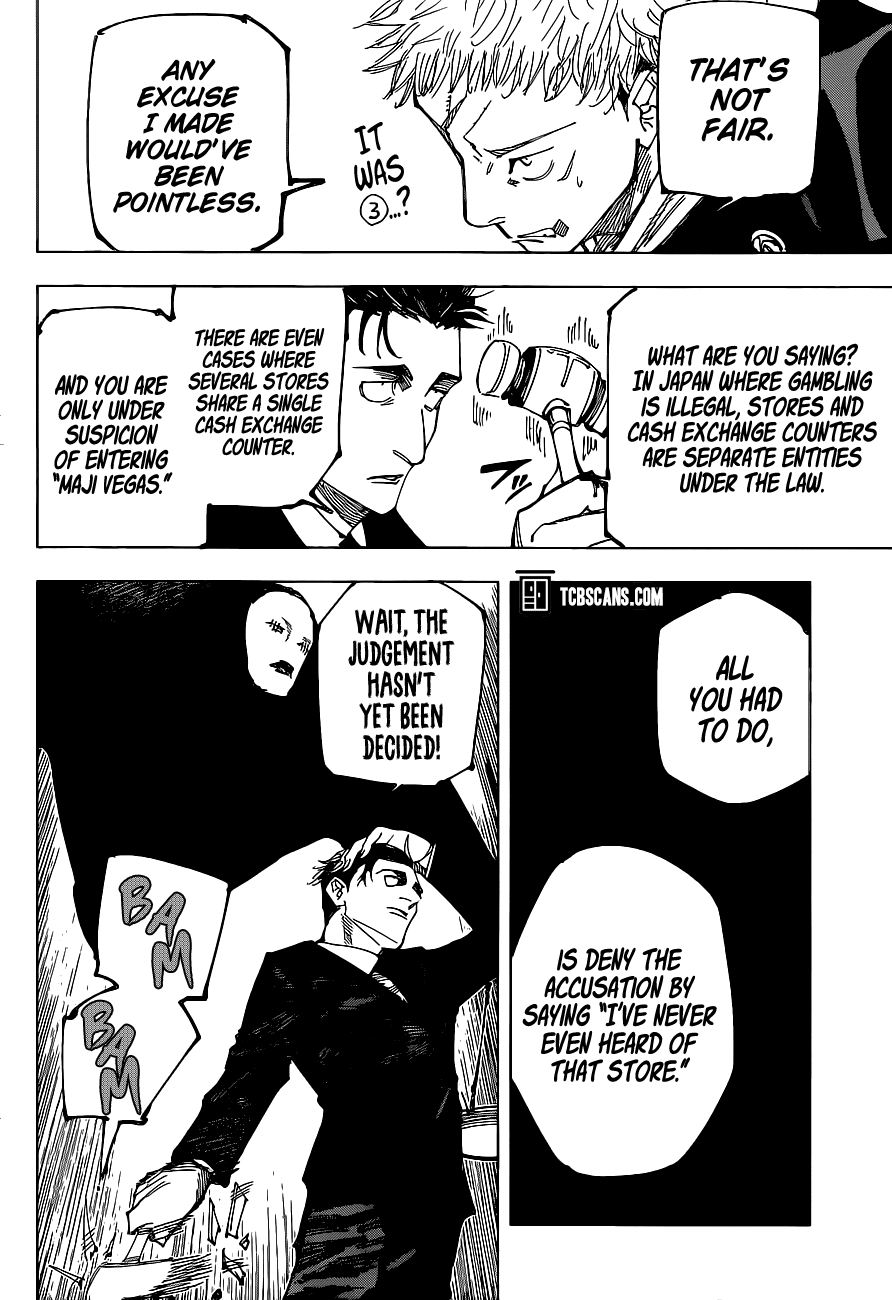 THAT'S
NOT
FAIR.
ANY
EXCUSE
I MADE
WOULD'VE
BEEN
POINTLESS.
IT
WAS
③...?
WHAT ARE YOU SAYING?
IN JAPAN WHERE GAMBLING
IS ILLEGAL, STORES AND
CASH EXCHANGE COUNTERS
ARE SEPARATE ENTITIES
UNDER THE LAW.
THERE ARE EVEN
CASES WHERE
SEVERAL STORES
SHARE A SINGLE
CASH EXCHANGE
COUNTER.
AND YOU ARE
ONLY UNDER
SUSPICION
OF ENTERING
"MAJI VEGAS."
TCBSCANS.COM
ALL
YOU HAD
TO DO,
IS DENY THE
ACCUSATION BY
SAYING "I'VE NEVER
EVEN HEARD OF
THAT STORE."
WAIT, THE
JUDGEMENT
HASN'T
YET BEEN
DECIDED!
BAM
BAM